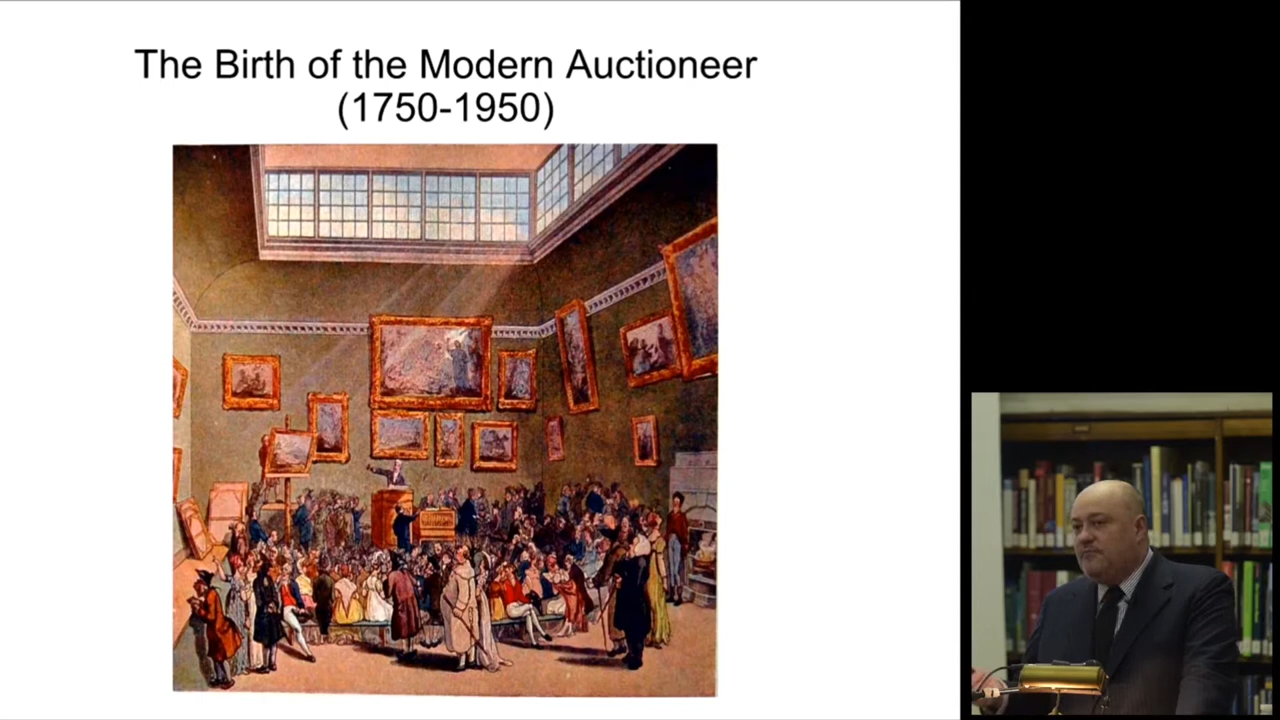 The Birth of the Modern Auctioneer
(1750-1950)